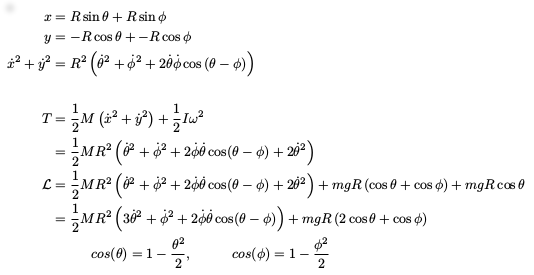 x = R sin θ + R sin ϕ
y = −R cos θ + −R cos ϕ
ẋ² + ẏ² = R² (θ̇² + ϕ̇² + 2θ̇ϕ̇ cos (θ − ϕ))
T = 1/2 M (ẋ² + ẏ²) + 1/2 Iω²
= 1/2 MR² (θ̇² + ϕ̇² + 2ϕ̇θ̇ cos(θ − ϕ) + 2θ̇²)
ℒ = 1/2 MR² (θ̇² + ϕ̇² + 2ϕ̇θ̇ cos(θ − ϕ) + 2θ̇²) + mgR (cos θ + cos ϕ) + mgR cos θ
= 1/2 MR² (3θ̇² + ϕ̇² + 2ϕ̇θ̇ cos(θ − ϕ)) + mgR (2 cos θ + cos ϕ)
cos(θ) = 1 − θ²/2, cos(ϕ) = 1 − ϕ²/2